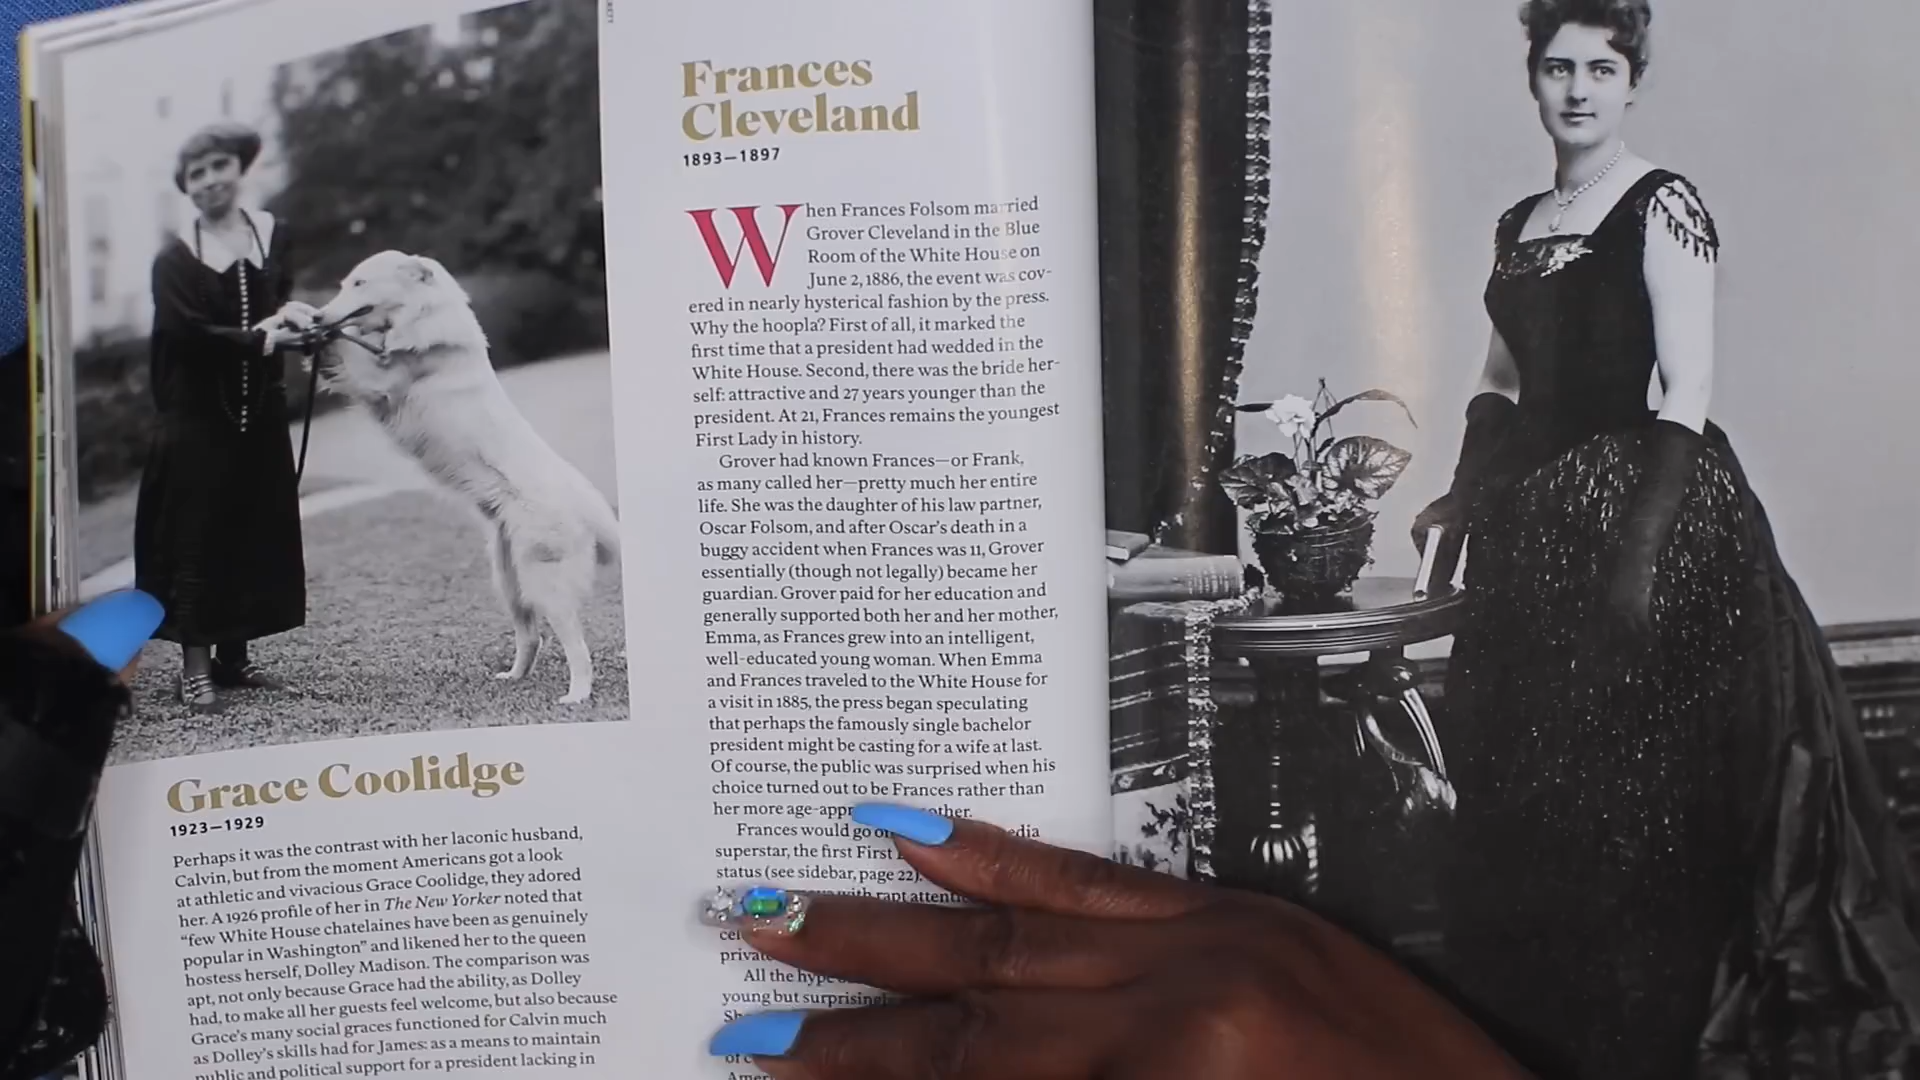 Grace Coolidge
1923–1929
Perhaps it was the contrast with her laconic husband,
Calvin, but from the moment Americans got a look
at athletic and vivacious Grace Coolidge, they adored
her. A 1926 profile of her in The New Yorker noted that
“few White House chatelaines have been as genuinely
popular in Washington” and likened her to the queen
hostess herself, Dolley Madison. The comparison was
apt, not only because Grace had the ability, as Dolley
had, to make all her guests feel welcome, but also because
Grace’s many social graces functioned for Calvin much
as Dolley’s skills had for James: as a means to maintain
public and political support for a president lacking in
Frances
Cleveland
1893–1897
When Frances Folsom married
Grover Cleveland in the Blue
Room of the White House on
June 2, 1886, the event was cov-
ered in nearly hysterical fashion by the press.
Why the hoopla? First of all, it marked the
first time that a president had wedded in the
White House. Second, there was the bride her-
self: attractive and 27 years younger than the
president. At 21, Frances remains the youngest
First Lady in history.
Grover had known Frances—or Frank,
as many called her—pretty much her entire
life. She was the daughter of his law partner,
Oscar Folsom, and after Oscar’s death in a
buggy accident when Frances was 11, Grover
essentially (though not legally) became her
guardian. Grover paid for her education and
generally supported both her and her mother,
Emma, as Frances grew into an intelligent,
well-educated young woman. When Emma
and Frances traveled to the White House for
a visit in 1885, the press began speculating
that perhaps the famously single bachelor
president might be casting for a wife at last.
Of course, the public was surprised when his
choice turned out to be Frances rather than
her more
Frances would go
superstar, the first First
status (see sidebar, page 22).
with rapt
All the hype
young but
of